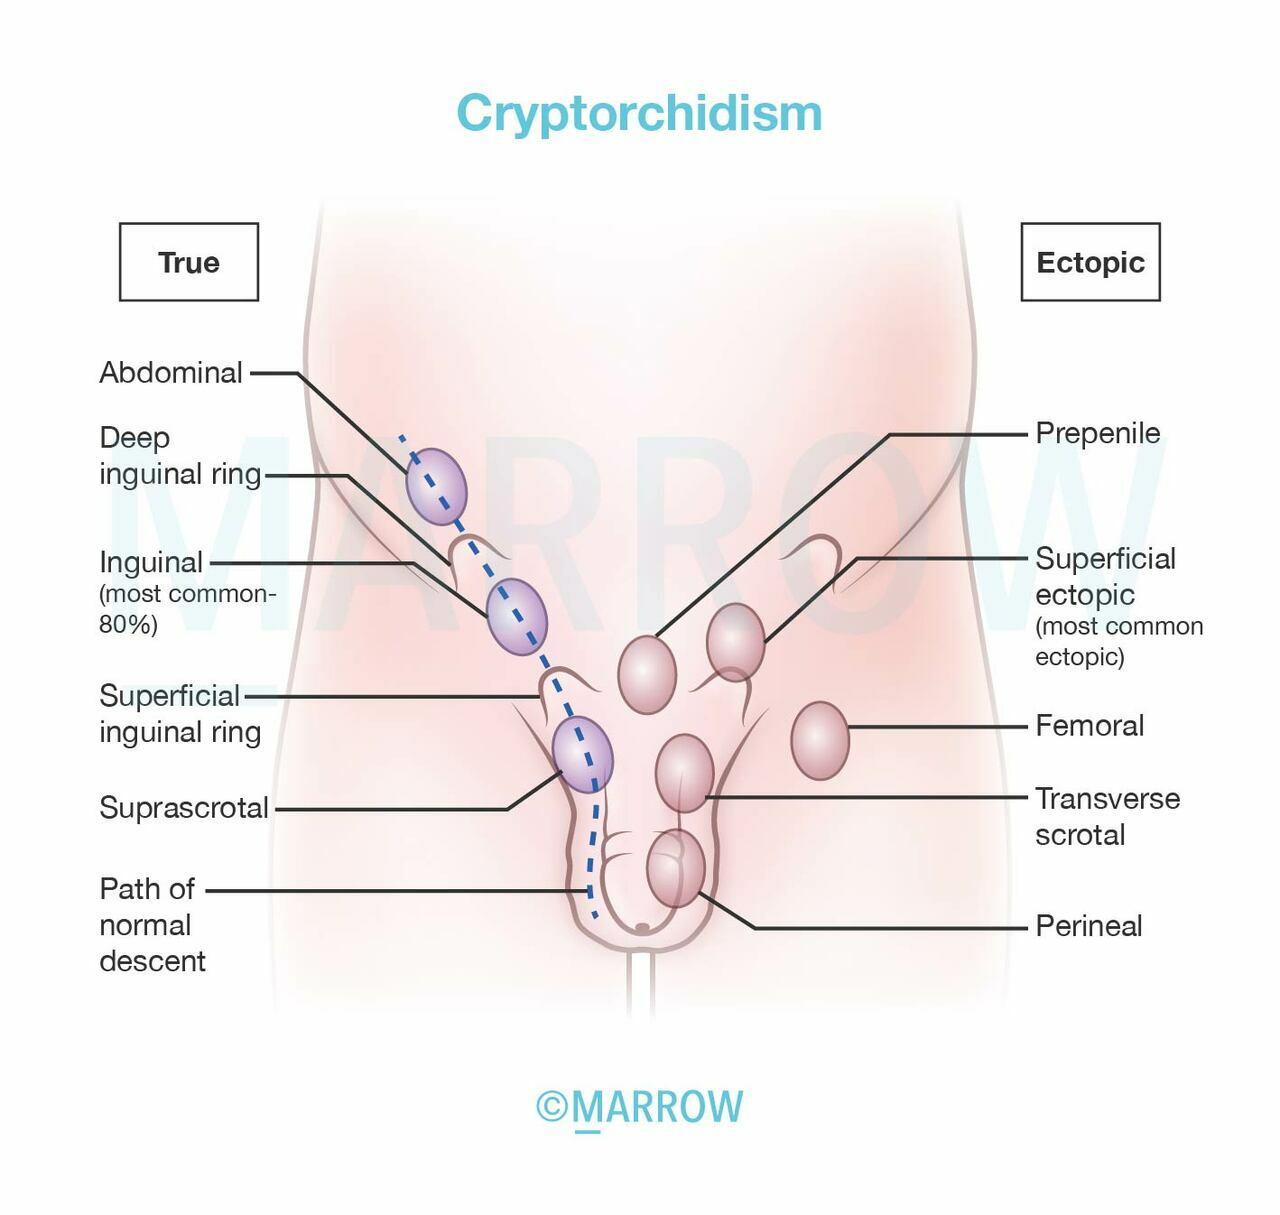 Cryptorchidism
True
Ectopic
Abdominal
Deep
inguinal ring
Inguinal
(most common-
80%)
Superficial
inguinal ring
Suprascrotal
Path of
normal
descent
Prepenile
Superficial
ectopic
(most common
ectopic)
Femoral
Transverse
scrotal
Perineal
MARROW
©MARROW